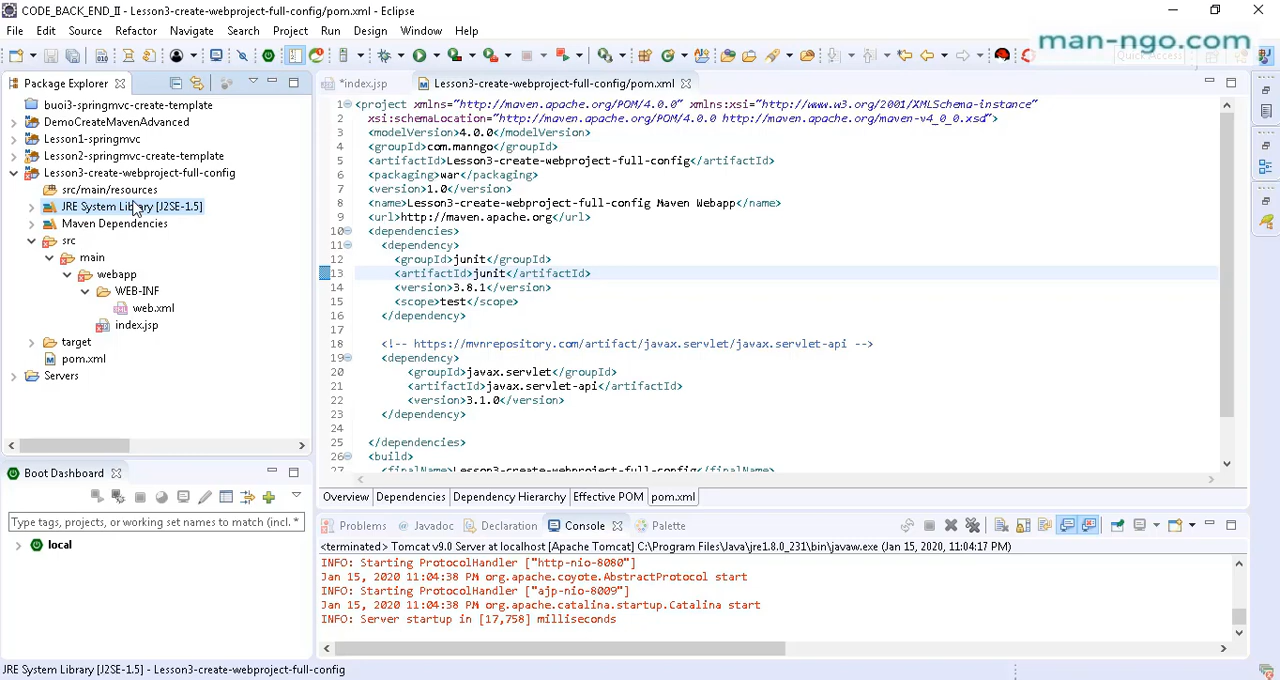 CODE_BACK_END_II - Lesson3-create-webproject-full-config/pom.xml - Eclipse
File Edit Source Refactor Navigate Search Project Run Design Window Help
man-ngo.com
Quick Access
Package Explorer
*index.jsp
Lesson3-create-webproject-full-config/pom.xml
buoi3-springmvc-create-template
DemoCreateMavenAdvanced
Lesson1-springmvc
Lesson2-springmvc-create-template
Lesson3-create-webproject-full-config
src/main/resources
JRE System Library [J2SE-1.5]
Maven Dependencies
src
main
webapp
WEB-INF
web.xml
index.jsp
target
pom.xml
Servers
1 <project xmlns="http://maven.apache.org/POM/4.0.0" xmlns:xsi="http://www.w3.org/2001/XMLSchema-instance"
2 xsi:schemaLocation="http://maven.apache.org/POM/4.0.0 http://maven.apache.org/maven-v4_0_0.xsd">
3 <modelVersion>4.0.0</modelVersion>
4 <groupId>com.manngo</groupId>
5 <artifactId>Lesson3-create-webproject-full-config</artifactId>
6 <packaging>war</packaging>
7 <version>1.0</version>
8 <name>Lesson3-create-webproject-full-config Maven Webapp</name>
9 <url>http://maven.apache.org</url>
10 <dependencies>
11 <dependency>
12 <groupId>junit</groupId>
13 <artifactId>junit</artifactId>
14 <version>3.8.1</version>
15 <scope>test</scope>
16 </dependency>
17
18 <!-- https://mvnrepository.com/artifact/javax.servlet/javax.servlet-api -->
19 <dependency>
20 <groupId>javax.servlet</groupId>
21 <artifactId>javax.servlet-api</artifactId>
22 <version>3.1.0</version>
23 </dependency>
24
25 </dependencies>
26 <build>
27 <finalName>Lesson3-create-webproject-full-config</finalName>
Overview Dependencies Dependency Hierarchy Effective POM pom.xml
Boot Dashboard
Type tags, projects, or working set names to match (incl. *
local
Problems Javadoc Declaration Console Palette
<terminated> Tomcat v9.0 Server at localhost [Apache Tomcat] C:\Program Files\Java\jre1.8.0_231\bin\javaw.exe (Jan 15, 2020, 11:04:17 PM)
INFO: Starting ProtocolHandler ["http-nio-8080"]
Jan 15, 2020 11:04:38 PM org.apache.coyote.AbstractProtocol start
INFO: Starting ProtocolHandler ["ajp-nio-8009"]
Jan 15, 2020 11:04:38 PM org.apache.catalina.startup.Catalina start
INFO: Server startup in [17,758] milliseconds
JRE System Library [J2SE-1.5] - Lesson3-create-webproject-full-config